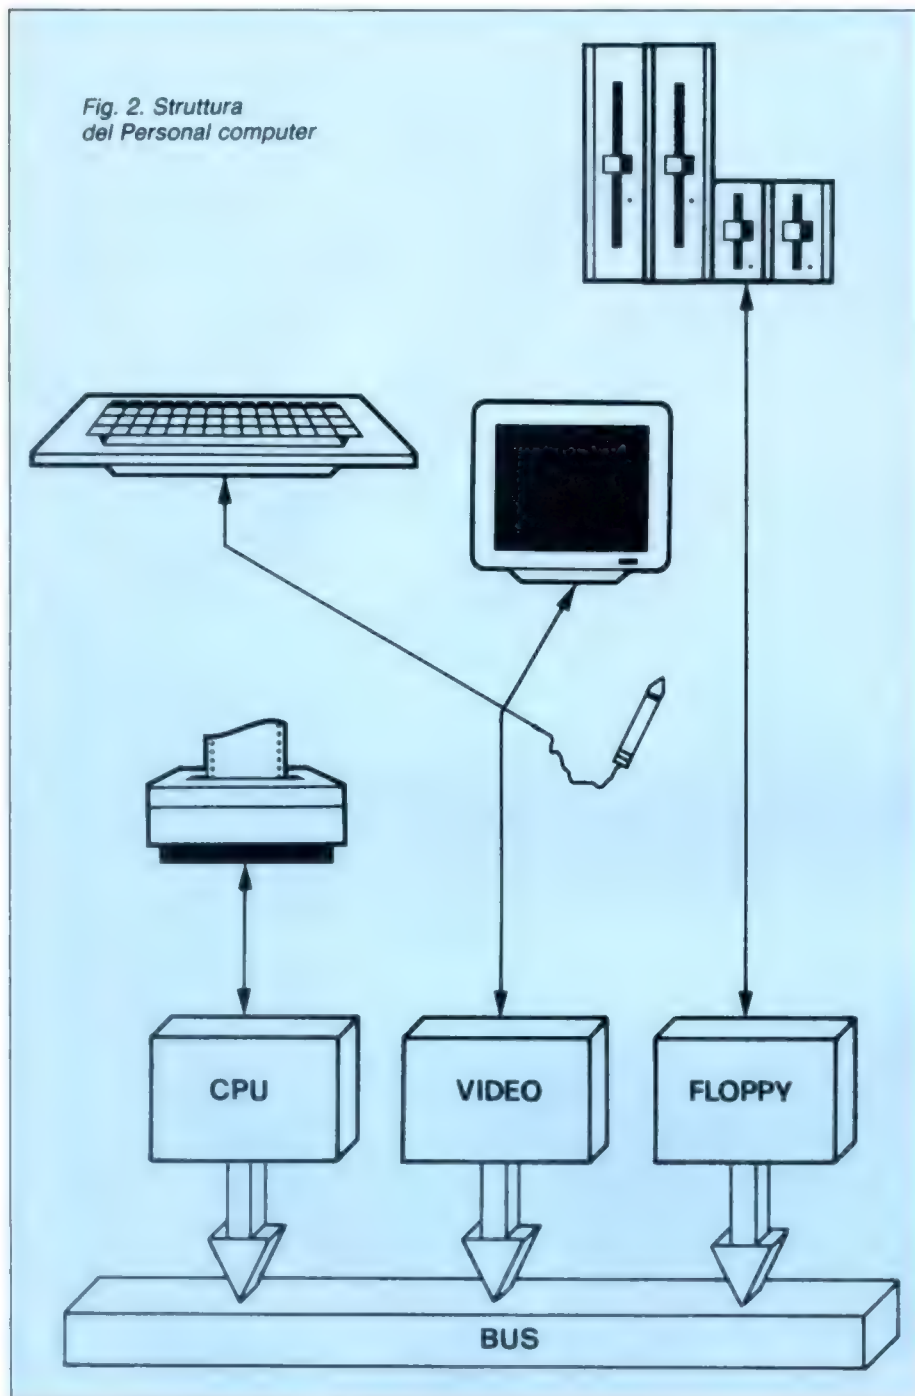 Fig. 2. Struttura
del Personal computer
CPU
VIDEO
FLOPPY
BUS